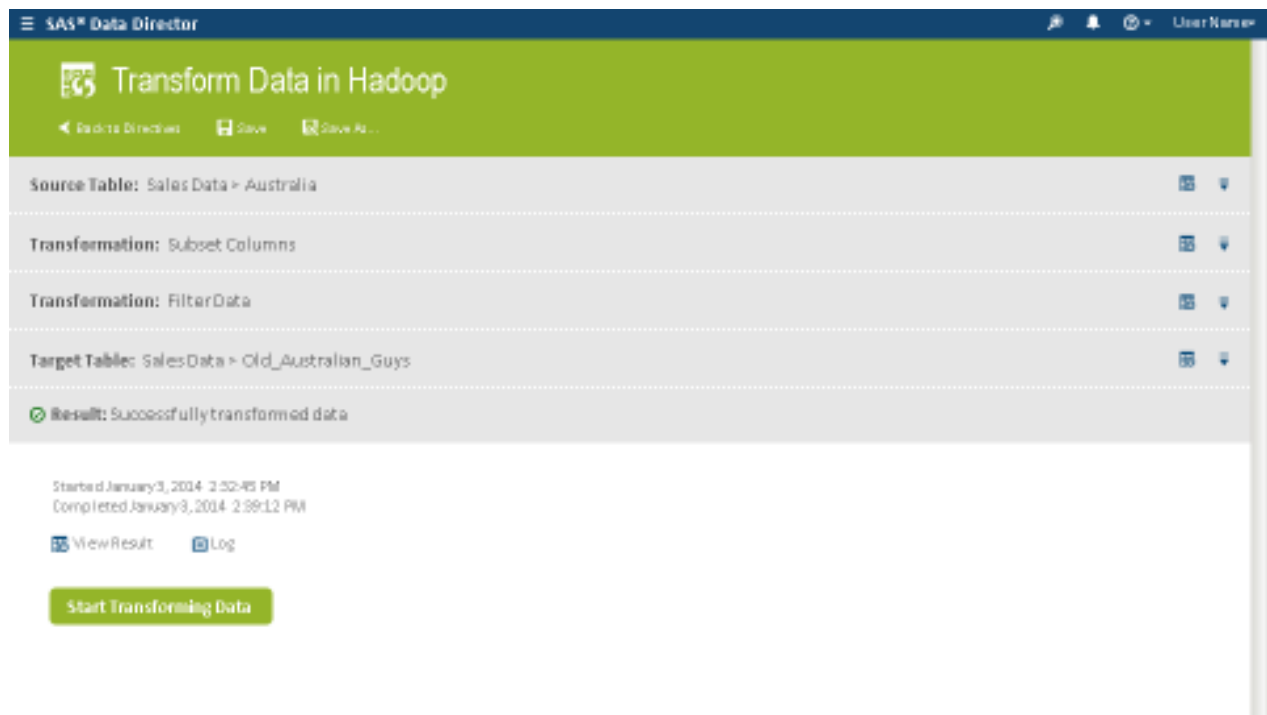 SAS® Data Director
User Name
Transform Data in Hadoop
Back to Directives Save Save As...
Source Table: Sales Data > Australia
Transformation: Subset Columns
Transformation: Filter Data
Target Table: Sales Data > Old_Australian_Guys
Result: Successfully transformed data
Started January 3, 2014 2:32:45 PM
Completed January 3, 2014 2:39:12 PM
View Result Log
Start Transforming Data